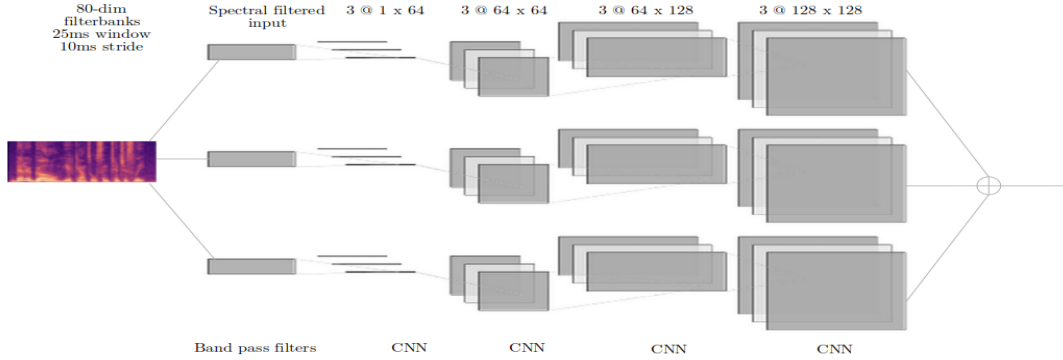 80-dim
filterbanks
25ms window
10ms stride
Spectral filtered
input
3 @ 1 x 64
3 @ 64 x 64
3 @ 64 x 128
3 @ 128 x 128
Band pass filters
CNN
CNN
CNN
CNN